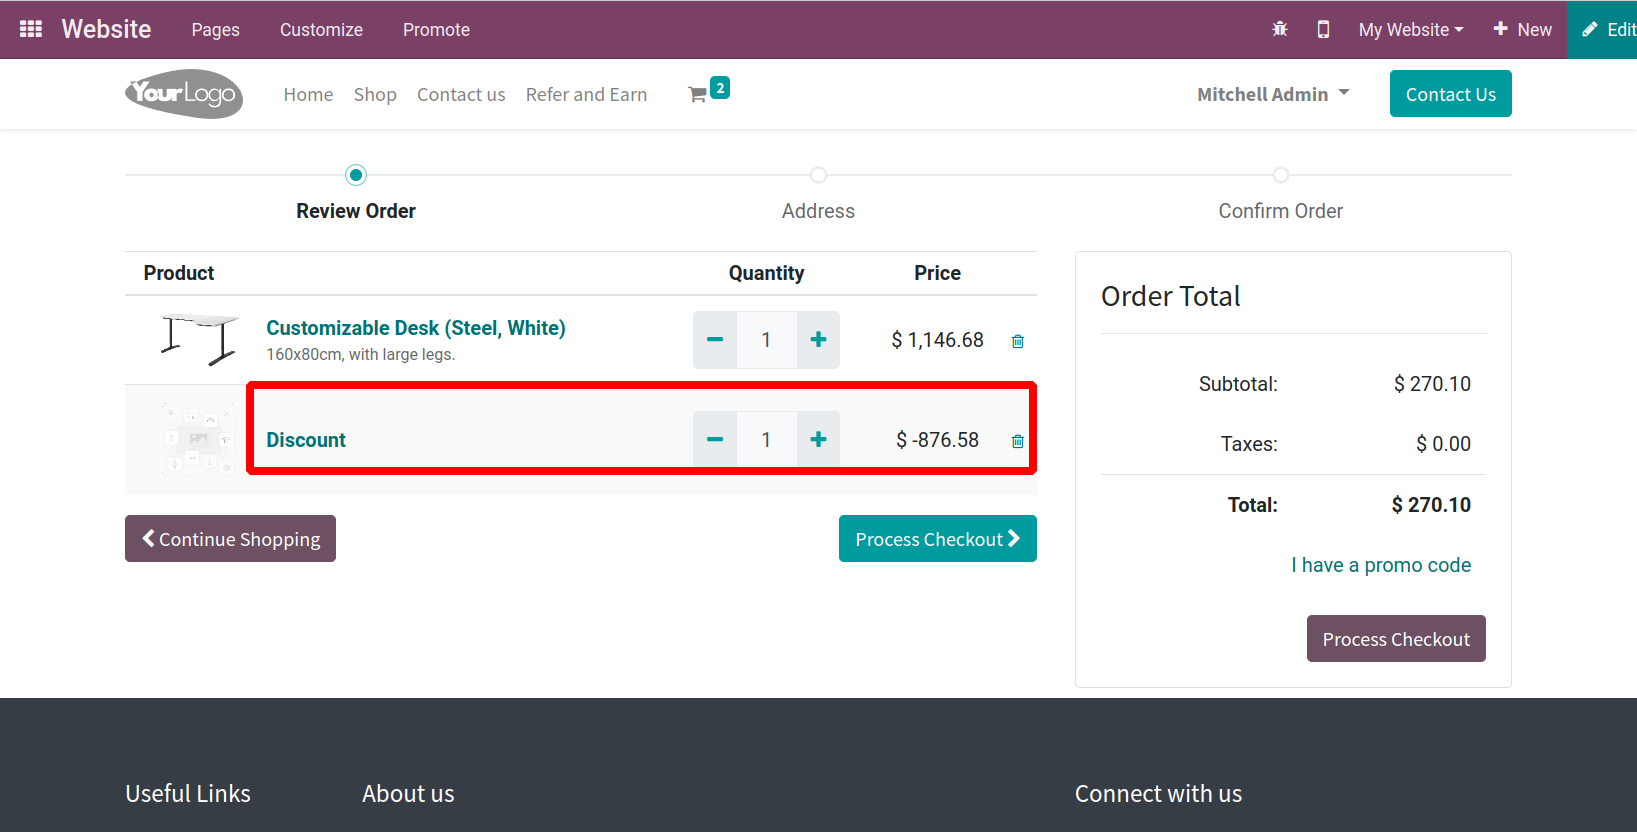 Website Pages Customize Promote My Website New Edit
YourLogo Home Shop Contact us Refer and Earn 2 Mitchell Admin Contact Us
Review Order Address Confirm Order
Product Quantity Price
Order Total
Customizable Desk (Steel, White)
160x80cm, with large legs.
1 $ 1,146.68
Subtotal: $ 270.10
Discount 1 $ -876.58
Taxes: $ 0.00
Total: $ 270.10
Continue Shopping Process Checkout
I have a promo code
Process Checkout
Useful Links About us Connect with us